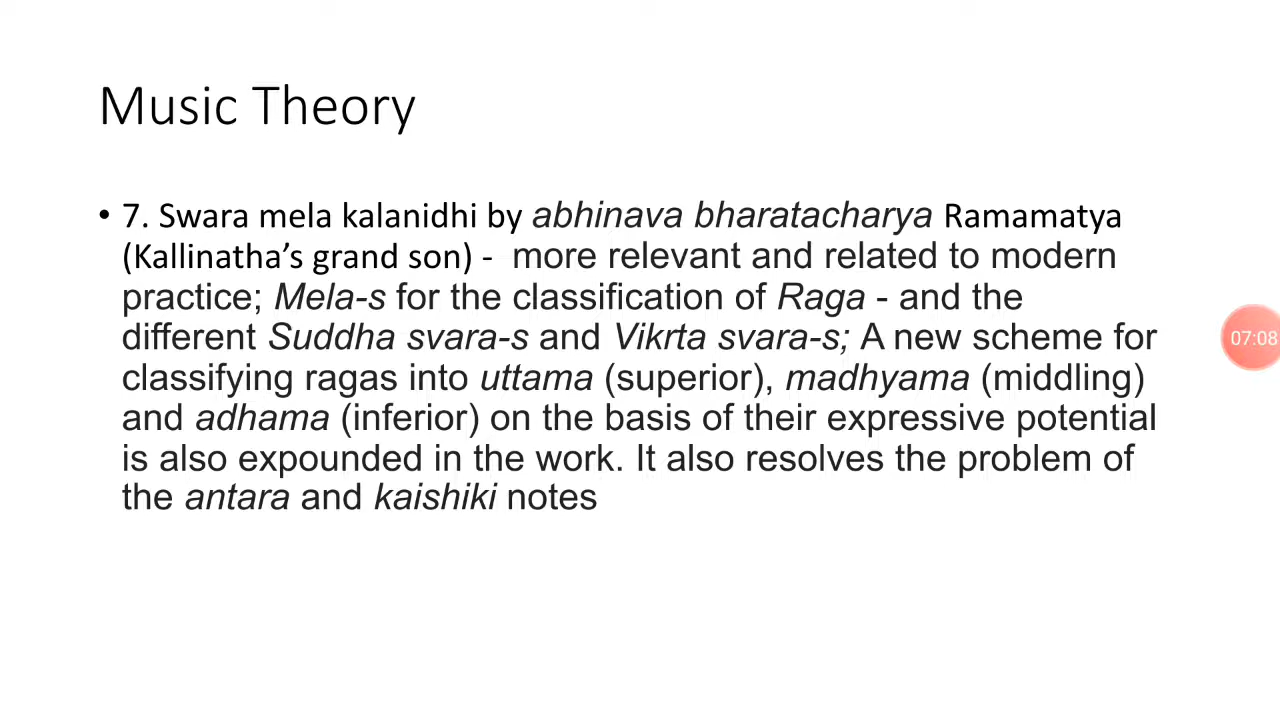 Music Theory
• 7. Swara mela kalanidhi by abhinava bharatacharya Ramamatya
(Kallinatha’s grand son) - more relevant and related to modern
practice; Mela-s for the classification of Raga - and the
different Suddha svara-s and Vikrta svara-s; A new scheme for
classifying ragas into uttama (superior), madhyama (middling)
and adhama (inferior) on the basis of their expressive potential
is also expounded in the work. It also resolves the problem of
the antara and kaishiki notes
07:08